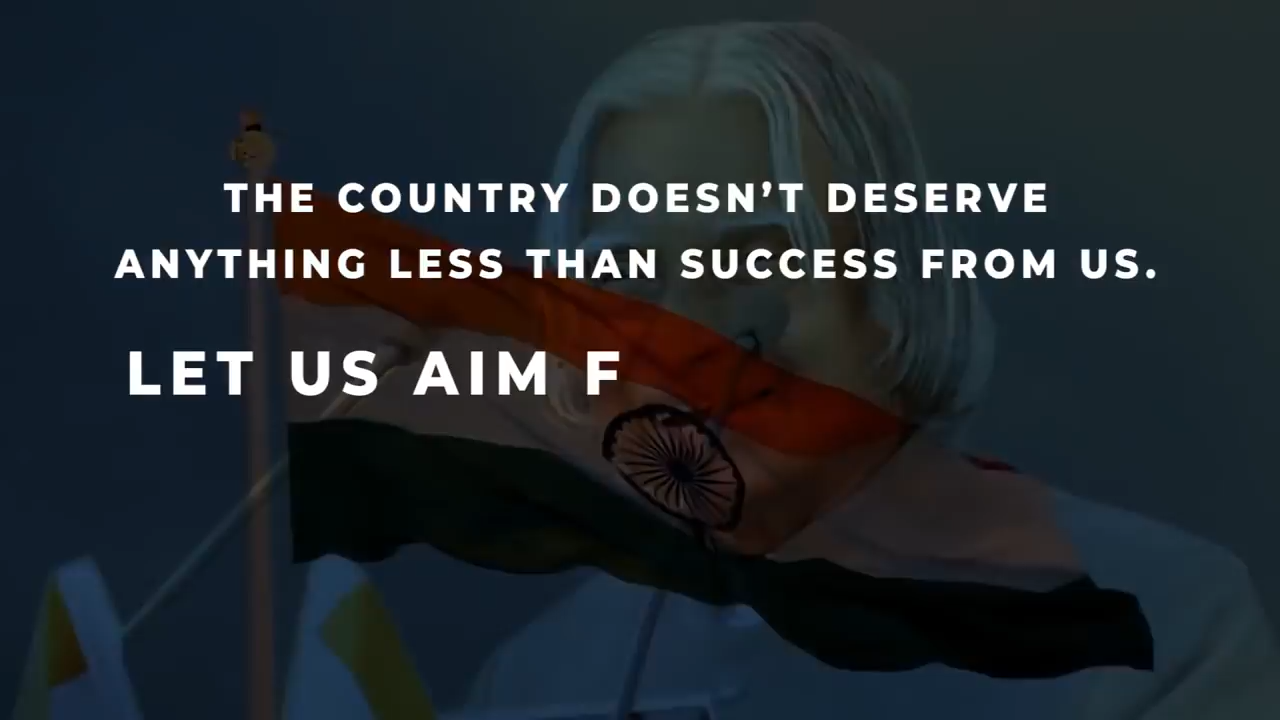 THE COUNTRY DOESN’T DESERVE
ANYTHING LESS THAN SUCCESS FROM US.
LET US AIM F